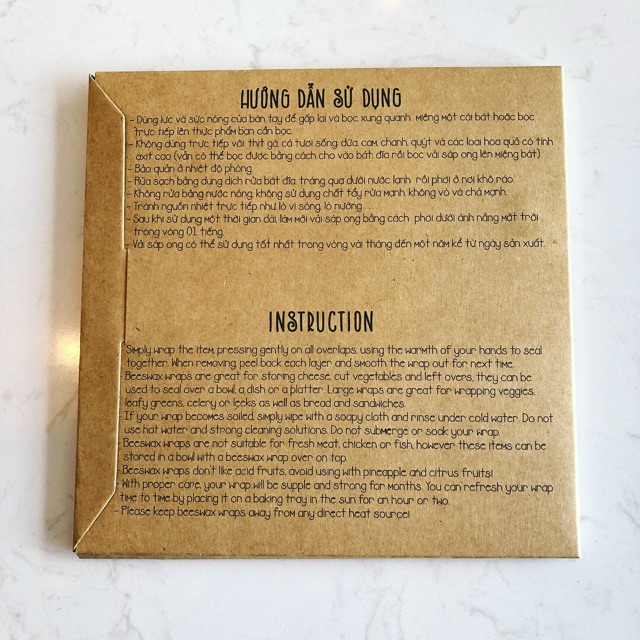 HƯỚNG DẪN SỬ DỤNG
- Dùng lực và sức nóng của bàn tay để gấp lại và bọc xung quanh miệng một cái bát hoặc bọc
trực tiếp lên thực phẩm bạn cần bọc.
- Không dùng trực tiếp với thịt gà, cá tươi sống, dứa, cam chanh, quýt và các loại hoa quả có tính
axit cao (vẫn có thể bọc được bằng cách cho vào bát, đĩa rồi bọc vải sáp ong lên miệng bát)
- Bảo quản ở nhiệt độ phòng.
- Rửa sạch bằng dung dịch rửa bát đĩa, tráng qua dưới nước lạnh rồi phơi ở nơi khô ráo.
- Không rửa bằng nước nóng, không sử dụng chất tẩy rửa mạnh, không vò và chà mạnh.
- Tránh nguồn nhiệt trực tiếp như lò vi sóng, lò nướng . . .
- Sau khi sử dụng một thời gian dài, làm mới vải sáp ong bằng cách phơi dưới ánh nắng mặt trời
trong vòng 01 tiếng.
- Vải sáp ong có thể sử dụng tốt nhất trong vòng vài tháng đến một năm kể từ ngày sản xuất.
INSTRUCTION
- Simply wrap the item, pressing gently on all overlaps, using the warmth of your hands to seal
together. When removing peel back each layer and smooth the wrap out for next time.
- Beeswax wraps are great for storing cheese, cut vegetables and left overs, they can be
used to seal over a bowl, a dish or a platter. Large wraps are great for wrapping veggies,
leafy greens, celery or leeks as well as bread and sandwiches.
- If your wrap becomes soiled, simply wipe with a soapy cloth and rinse under cold water. Do not
use hot water and strong cleaning solutions. Do not submerge or soak your wrap.
- Beeswax wraps are not suitable for fresh meat, chicken or fish, however these items can be
stored in a bowl with a beeswax wrap over on top.
- Beeswax wraps don't like acid fruits, avoid using with pineapple and citrus fruits!
- With proper care, your wrap will be supple and strong for months. You can refresh your wrap
time to time by placing it on a baking tray in the sun for an hour or two.
- Please keep beeswax wraps away from any direct heat source!